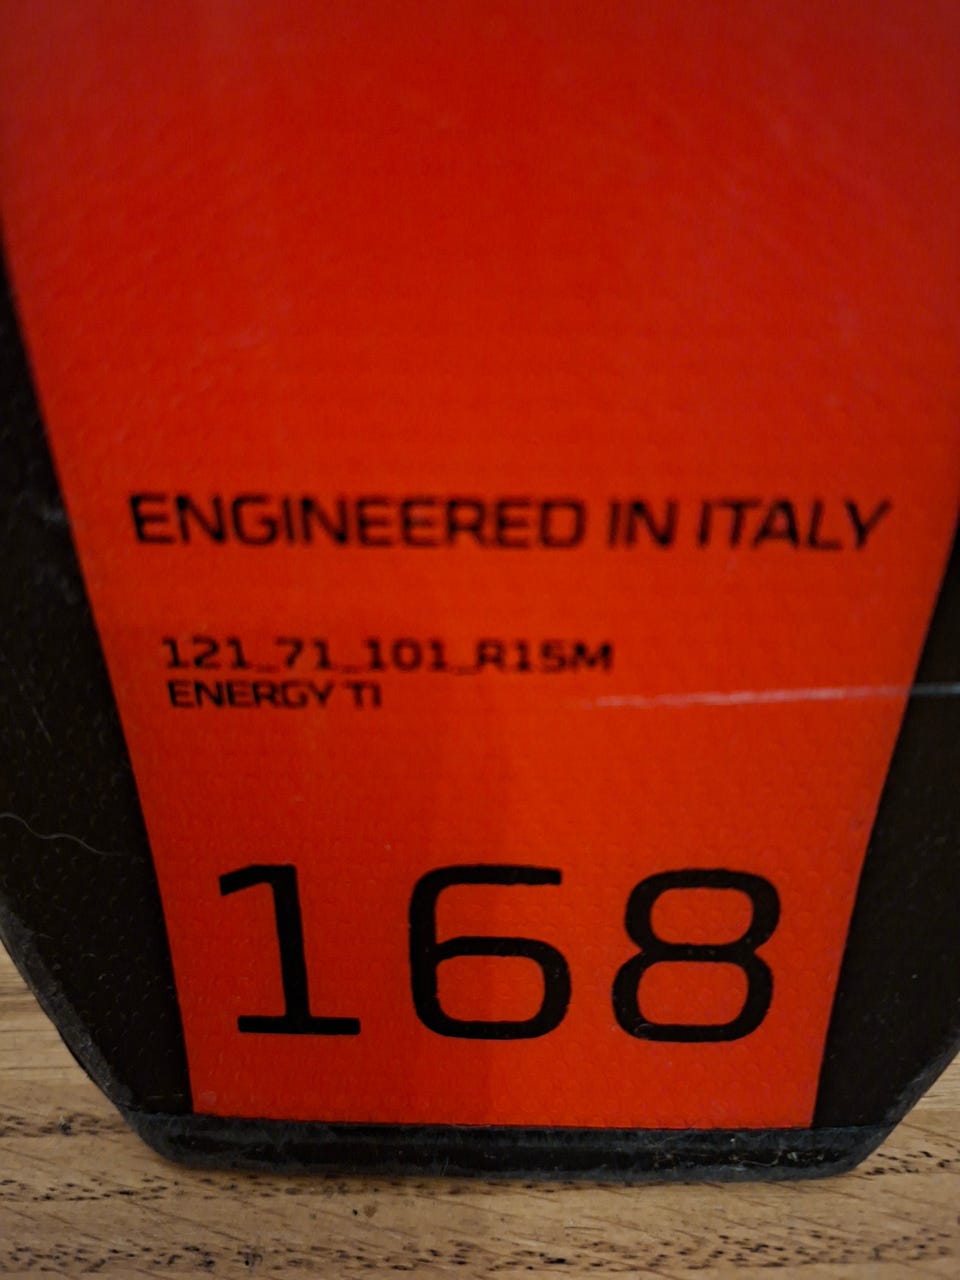 ENGINEERED IN ITALY
121_71_101_R15M
ENERGY TI
168